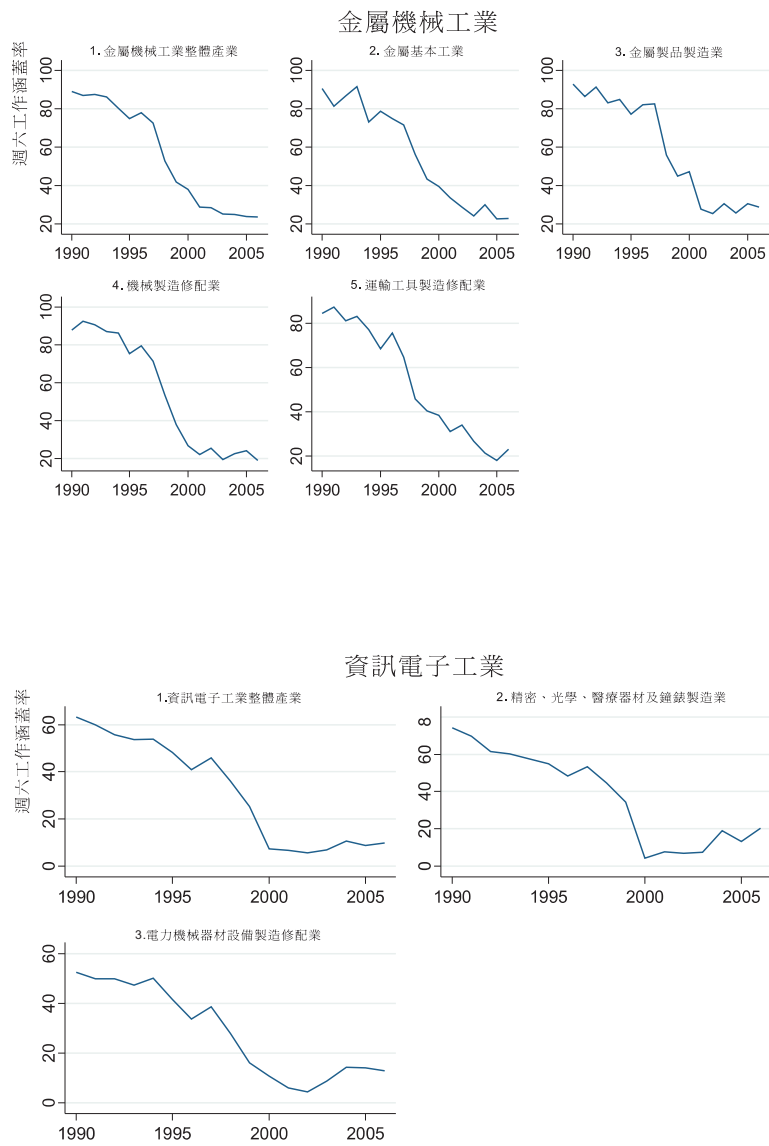 金屬機械工業
1. 金屬機械工業整體產業
2. 金屬基本工業
3. 金屬製品製造業
週六工作涵蓋率
100
80
60
40
20
1990 1995 2000 2005
100
80
60
40
20
1990 1995 2000 2005
100
80
60
40
20
1990 1995 2000 2005
4. 機械製造修配業
5. 運輸工具製造修配業
100
80
60
40
20
1990 1995 2000 2005
80
60
40
20
1990 1995 2000 2005
資訊電子工業
1.資訊電子工業整體產業
2. 精密、光學、醫療器材及鐘錶製造業
週六工作涵蓋率
60
40
20
0
1990 1995 2000 2005
8
60
40
20
0
1990 1995 2000 2005
3.電力機械器材設備製造修配業
60
40
20
0
1990 1995 2000 2005